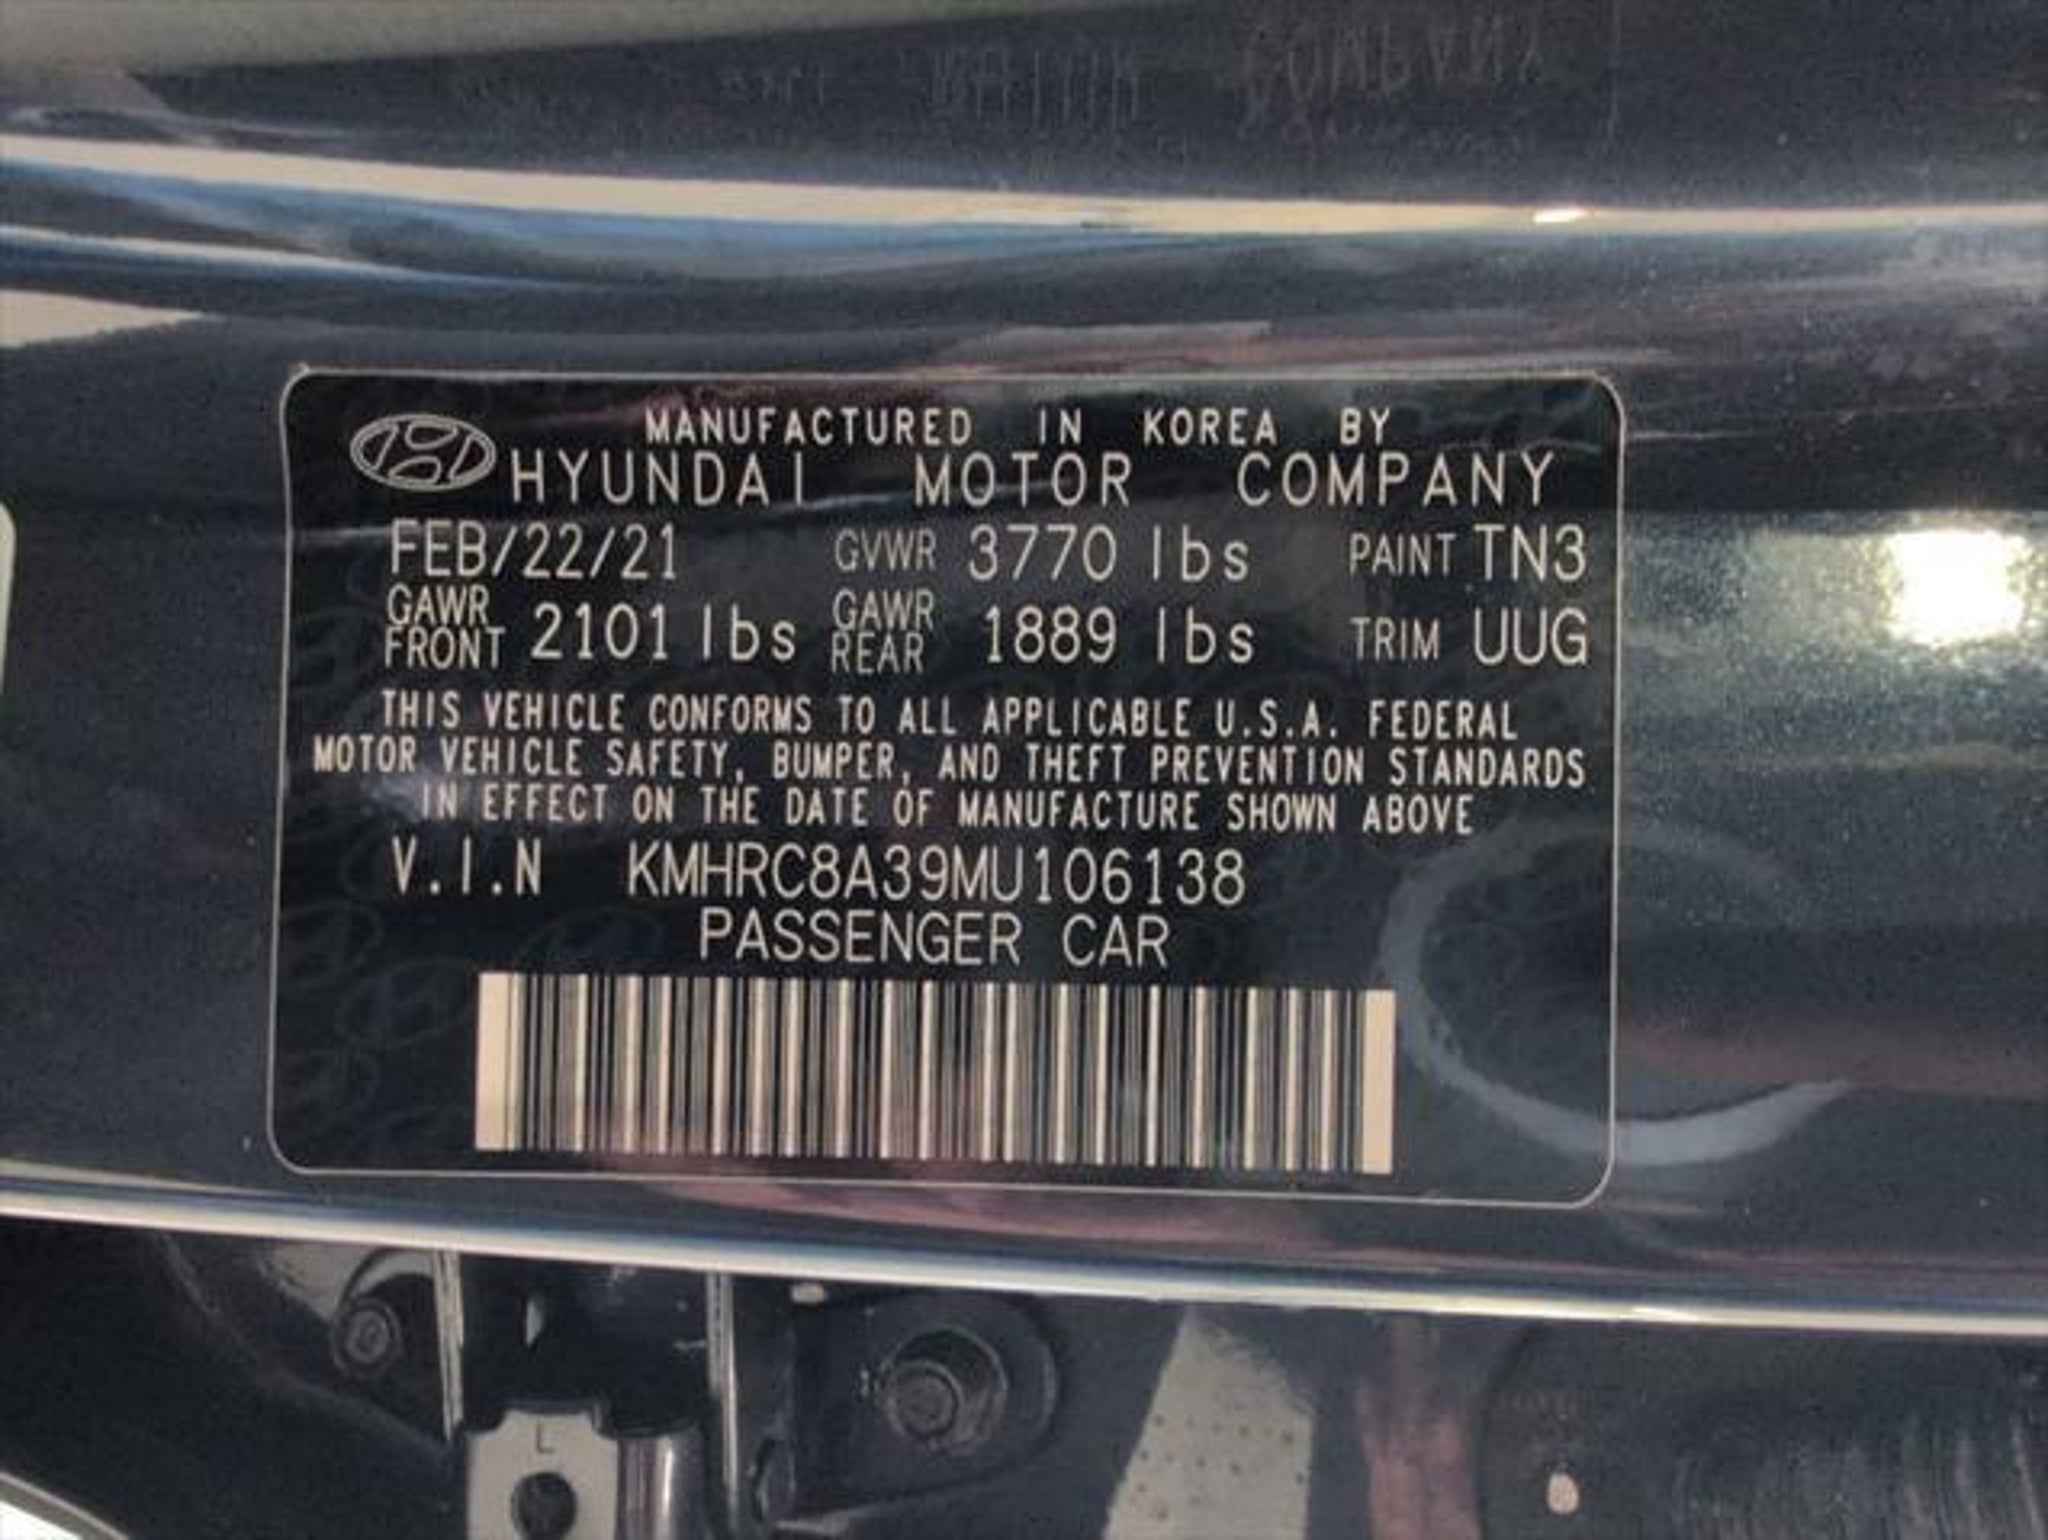 MANUFACTURED IN KOREA BY
HYUNDAI MOTOR COMPANY
FEB/22/21 GVWR 3770 lbs PAINT TN3
GAWR FRONT 2101 lbs GAWR REAR 1889 lbs TRIM UUG
THIS VEHICLE CONFORMS TO ALL APPLICABLE U.S.A. FEDERAL
MOTOR VEHICLE SAFETY, BUMPER, AND THEFT PREVENTION STANDARDS
IN EFFECT ON THE DATE OF MANUFACTURE SHOWN ABOVE
V.I.N KMHRC8A39MU106138
PASSENGER CAR
L